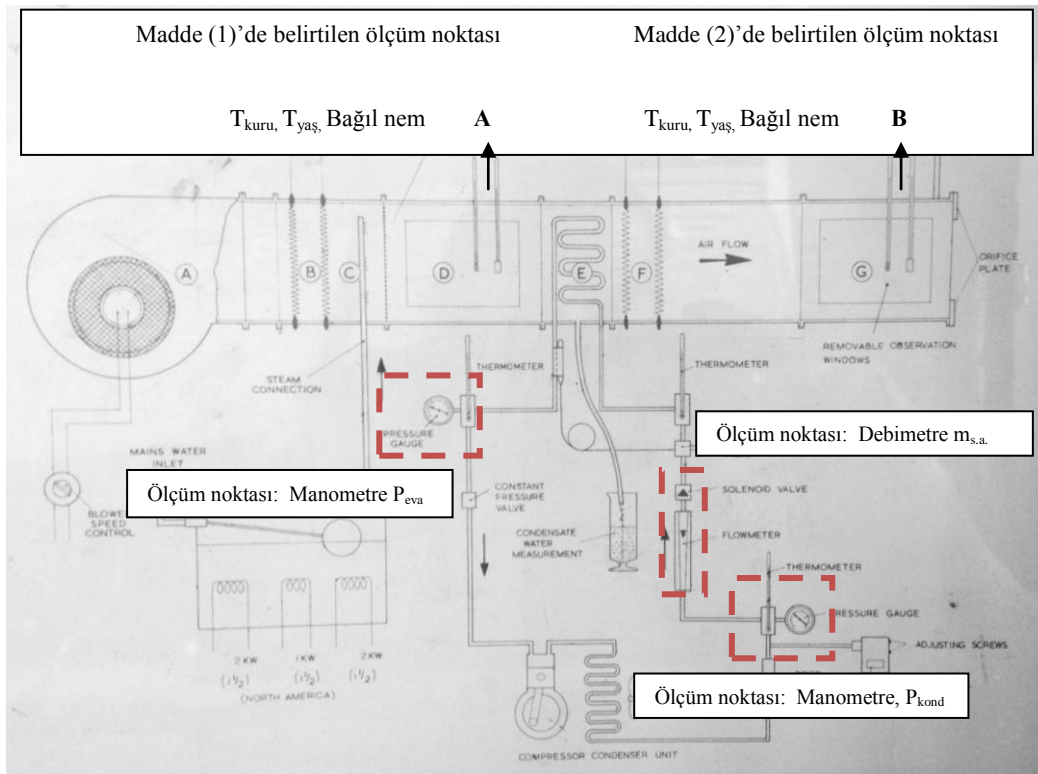 Madde (1)’de belirtilen ölçüm noktası
Madde (2)’de belirtilen ölçüm noktası
Tkuru, Tyaş, Bağıl nem A
Tkuru, Tyaş, Bağıl nem B
A
B
C
D
E
F
AIR FLOW
G
ORIFICE
PLATE
REMOVABLE OBSERVATION
WINDOWS
STEAM
CONNECTION
THERMOMETER
THERMOMETER
PRESSURE
GAUGE
MAINS WATER
INLET
Ölçüm noktası: Debimetre ms.a.
Ölçüm noktası: Manometre Peva
CONSTANT
PRESSURE
VALVE
SOLENOID VALVE
BLOWER
SPEED
CONTROL
CONDENSATE
WATER
MEASUREMENT
FLOWMETER
THERMOMETER
PRESSURE GAUGE
ADJUSTING SCREWS
2 KW
1 KW
2 KW
(1½)
(½)
(1½)
(NORTH AMERICA)
Ölçüm noktası: Manometre, Pkond
COMPRESSOR CONDENSER UNIT